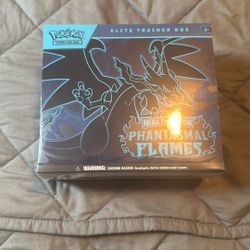 POKÉMON
TRADING CARD GAME
ELITE TRAINER BOX
MEGA EVOLUTION
PHANTASMAL
FLAMES
WARNING: